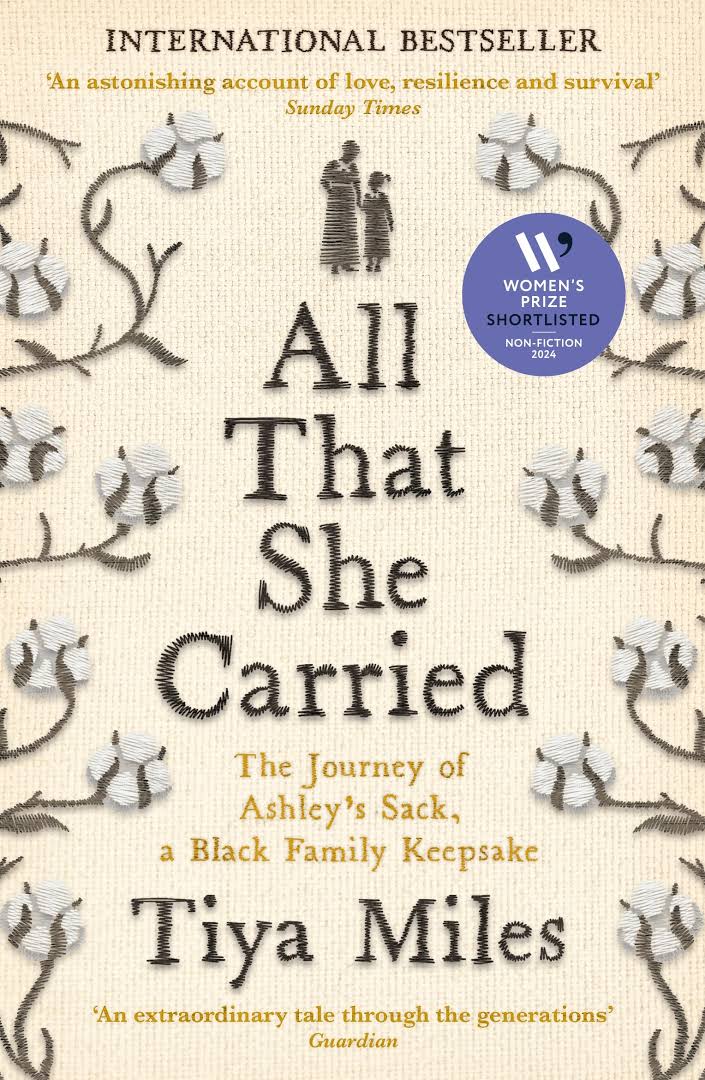 INTERNATIONAL BESTSELLER
‘An astonishing account of love, resilience and survival’
Sunday Times
WOMEN'S
PRIZE
SHORTLISTED
NON-FICTION
2024
All
That
She
Carried
The Journey of
Ashley's Sack,
a Black Family Keepsake
Tiya Miles
‘An extraordinary tale through the generations’
Guardian